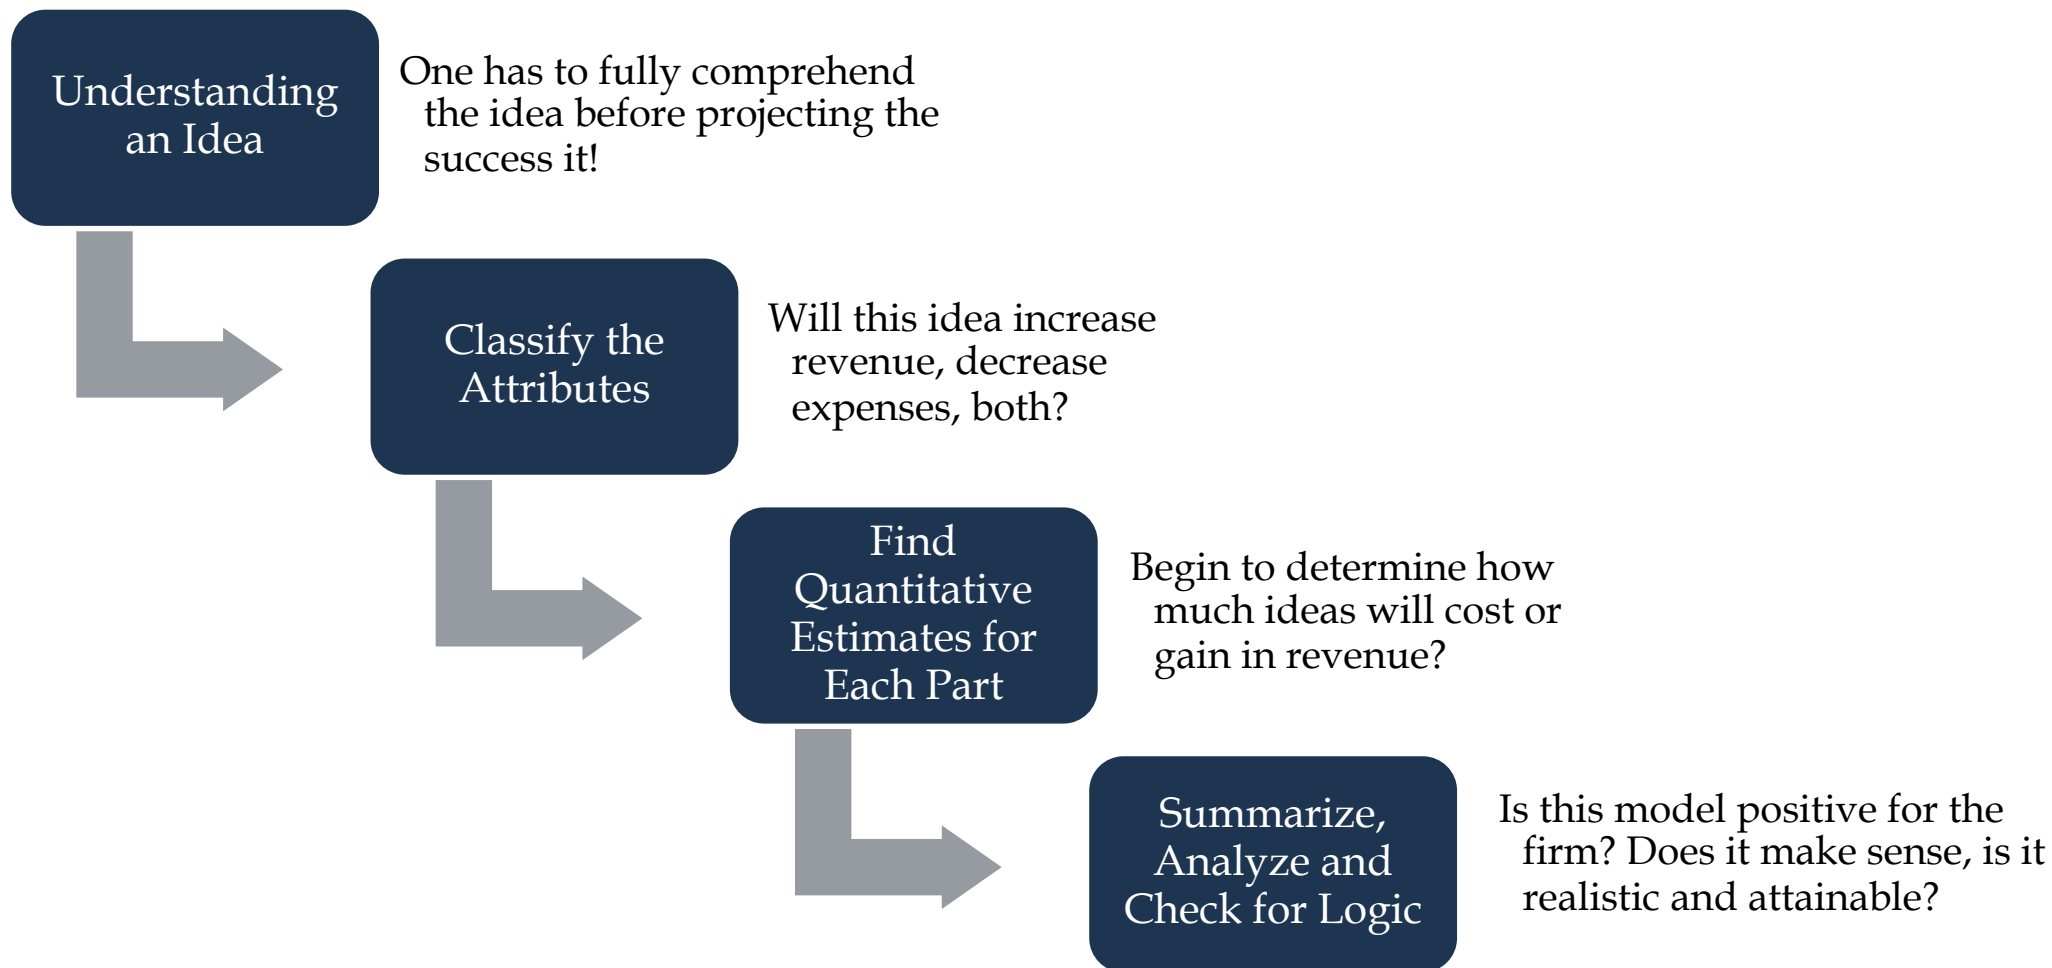 Understanding
an Idea
One has to fully comprehend
the idea before projecting the
success it!
Classify the
Attributes
Will this idea increase
revenue, decrease
expenses, both?
Find
Quantitative
Estimates for
Each Part
Begin to determine how
much ideas will cost or
gain in revenue?
Summarize,
Analyze and
Check for Logic
Is this model positive for the
firm? Does it make sense, is it
realistic and attainable?